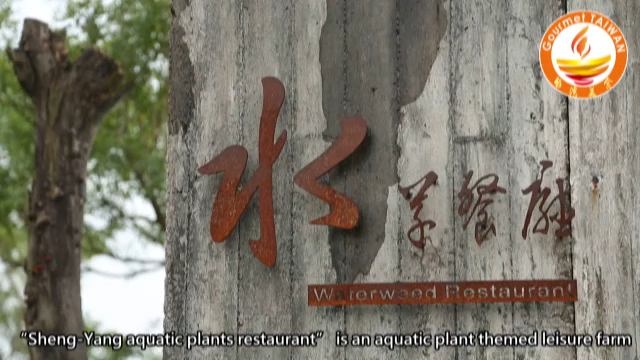 Gourmet TAIWAN
水草餐廳
Waterweed Restaurant
“Sheng-Yang aquatic plants restaurant” is an aquatic plant themed leisure farm